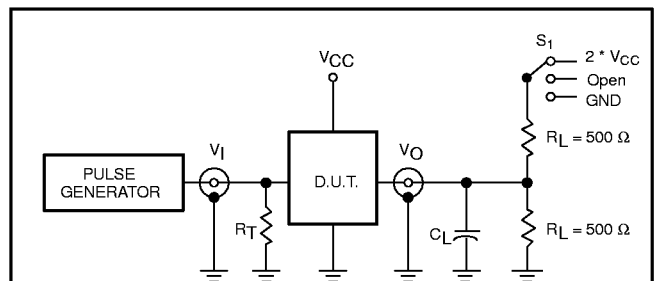 S1
2 * VCC
Open
GND
VCC
RL = 500 Ω
VI
VO
PULSE
GENERATOR
D.U.T.
RT
CL
RL = 500 Ω